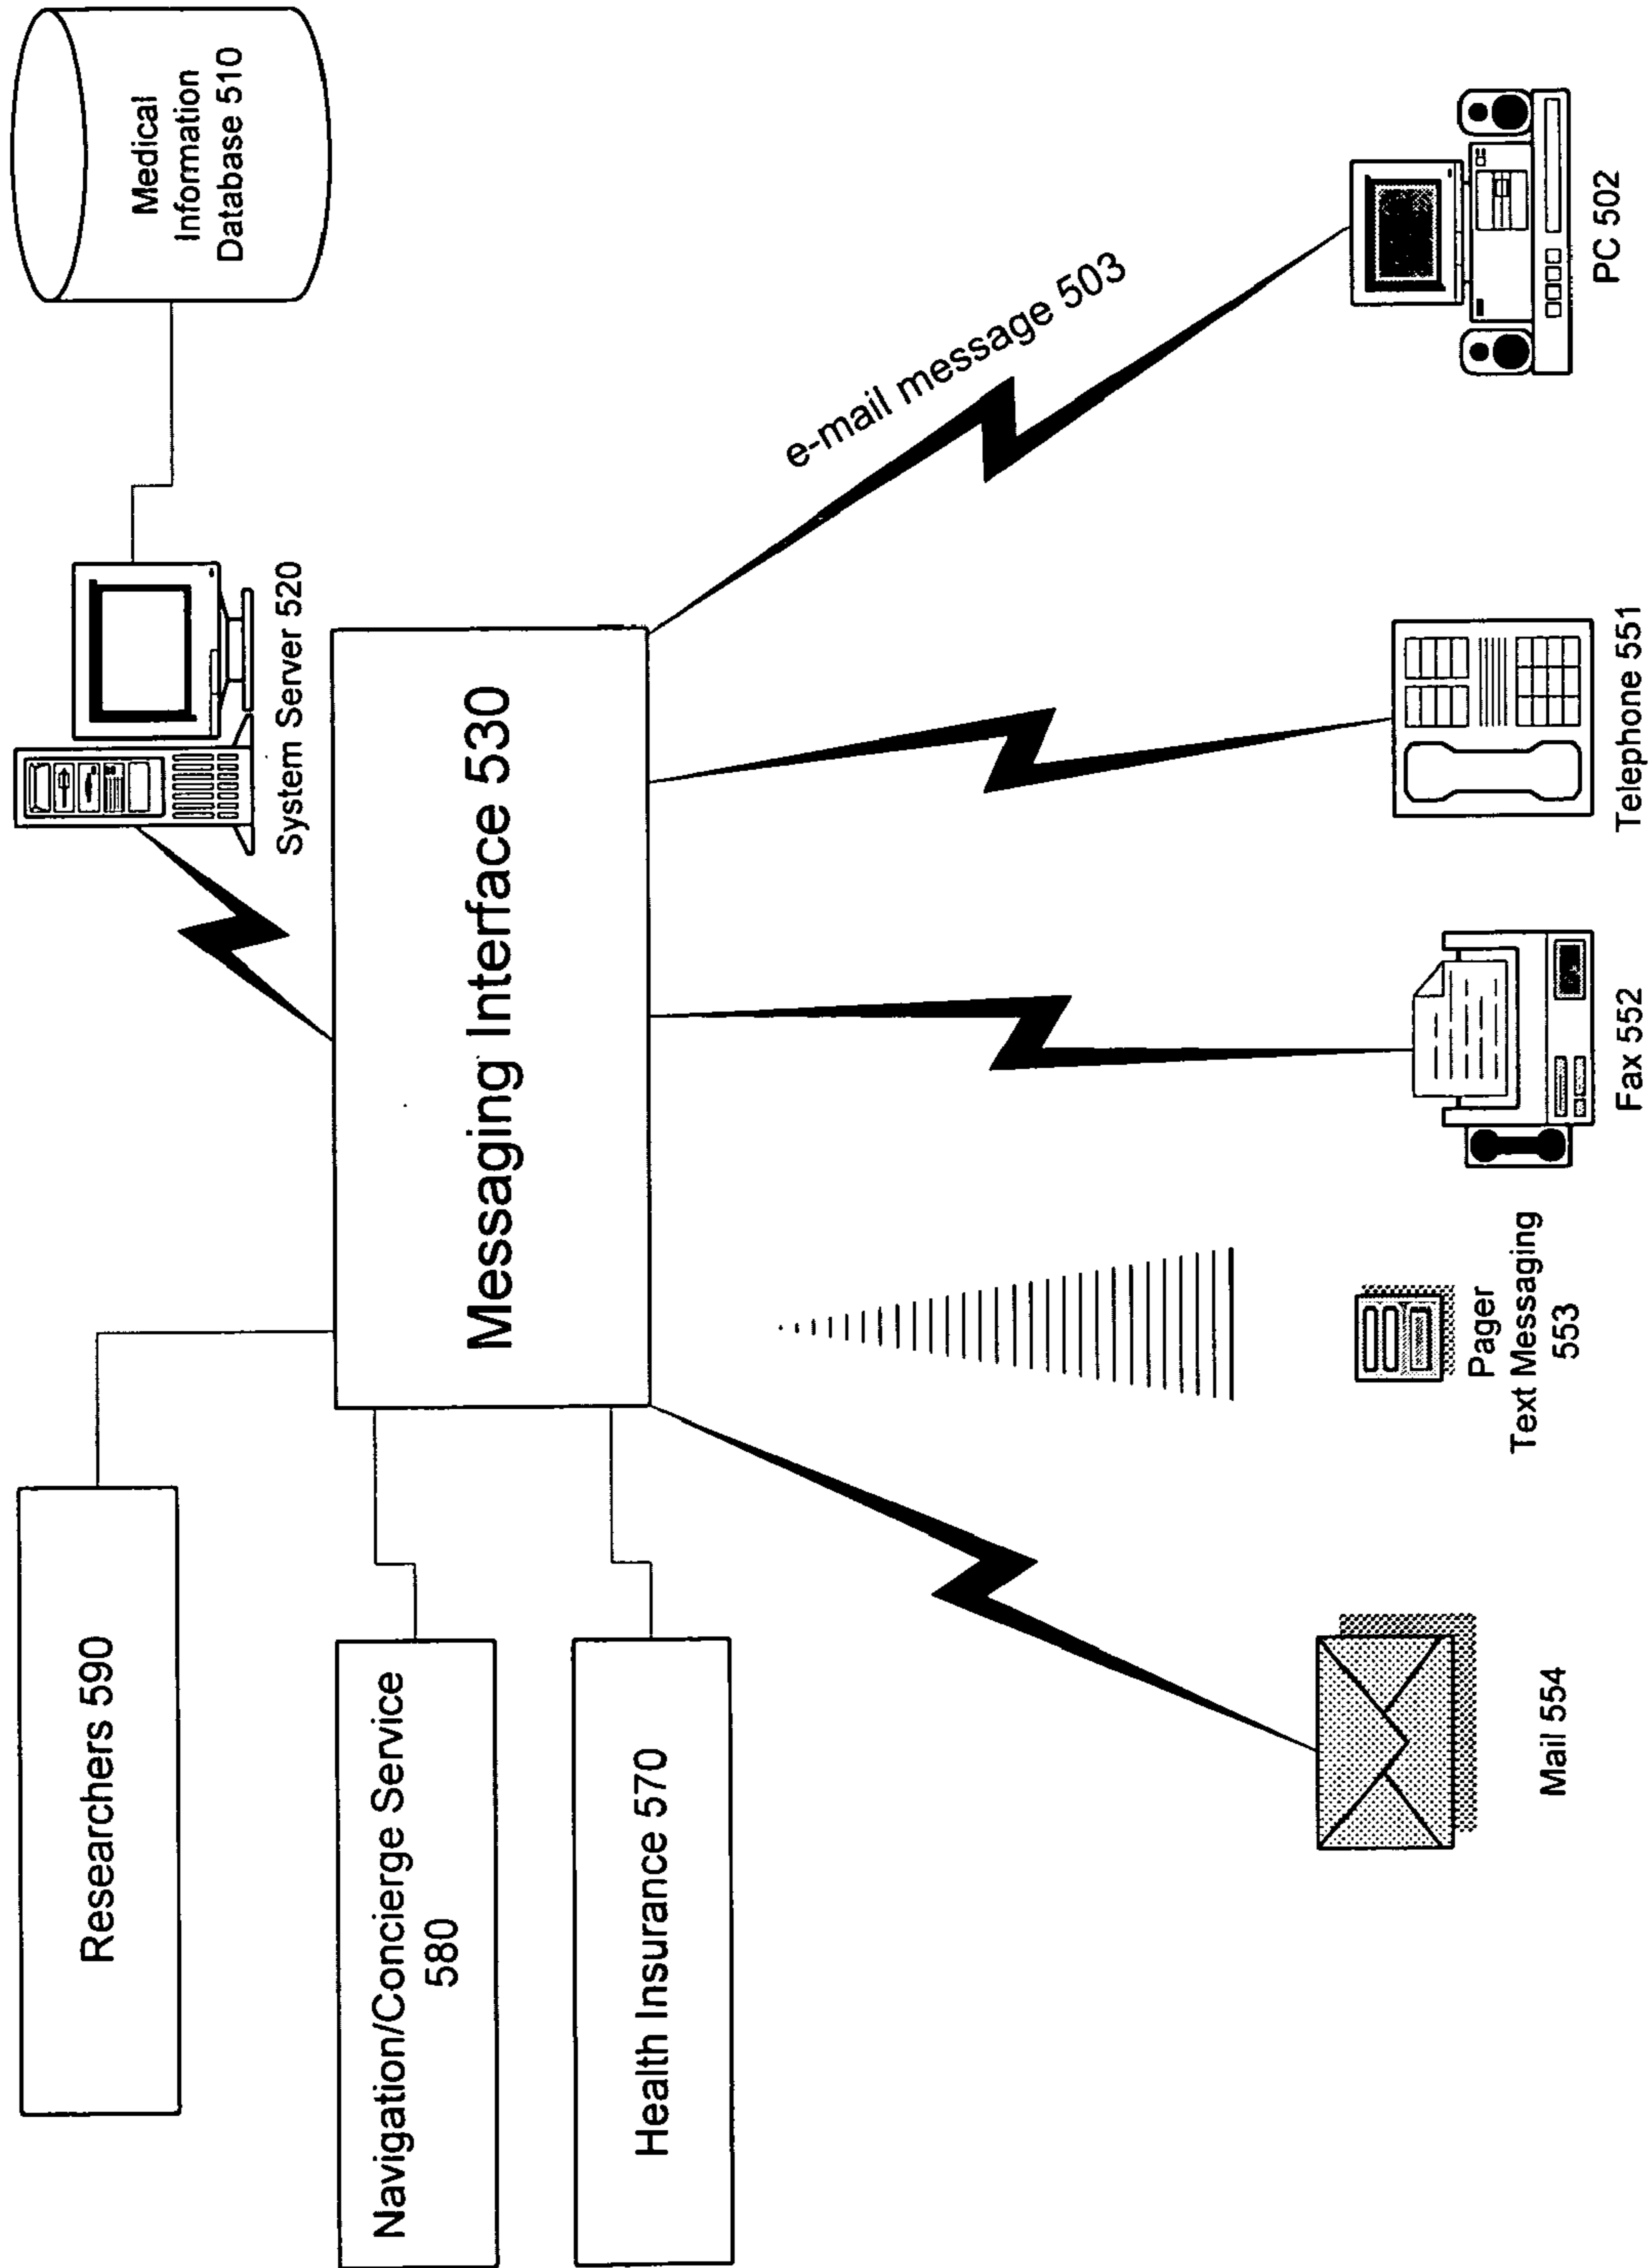 Researchers 590
Navigation/Concierge Service
580
Health Insurance 570
Medical
Information
Database 510
System Server 520
Messaging Interface 530
e-mail message 503
Mail 554
Pager
Text Messaging
553
Fax 552
Telephone 551
PC 502